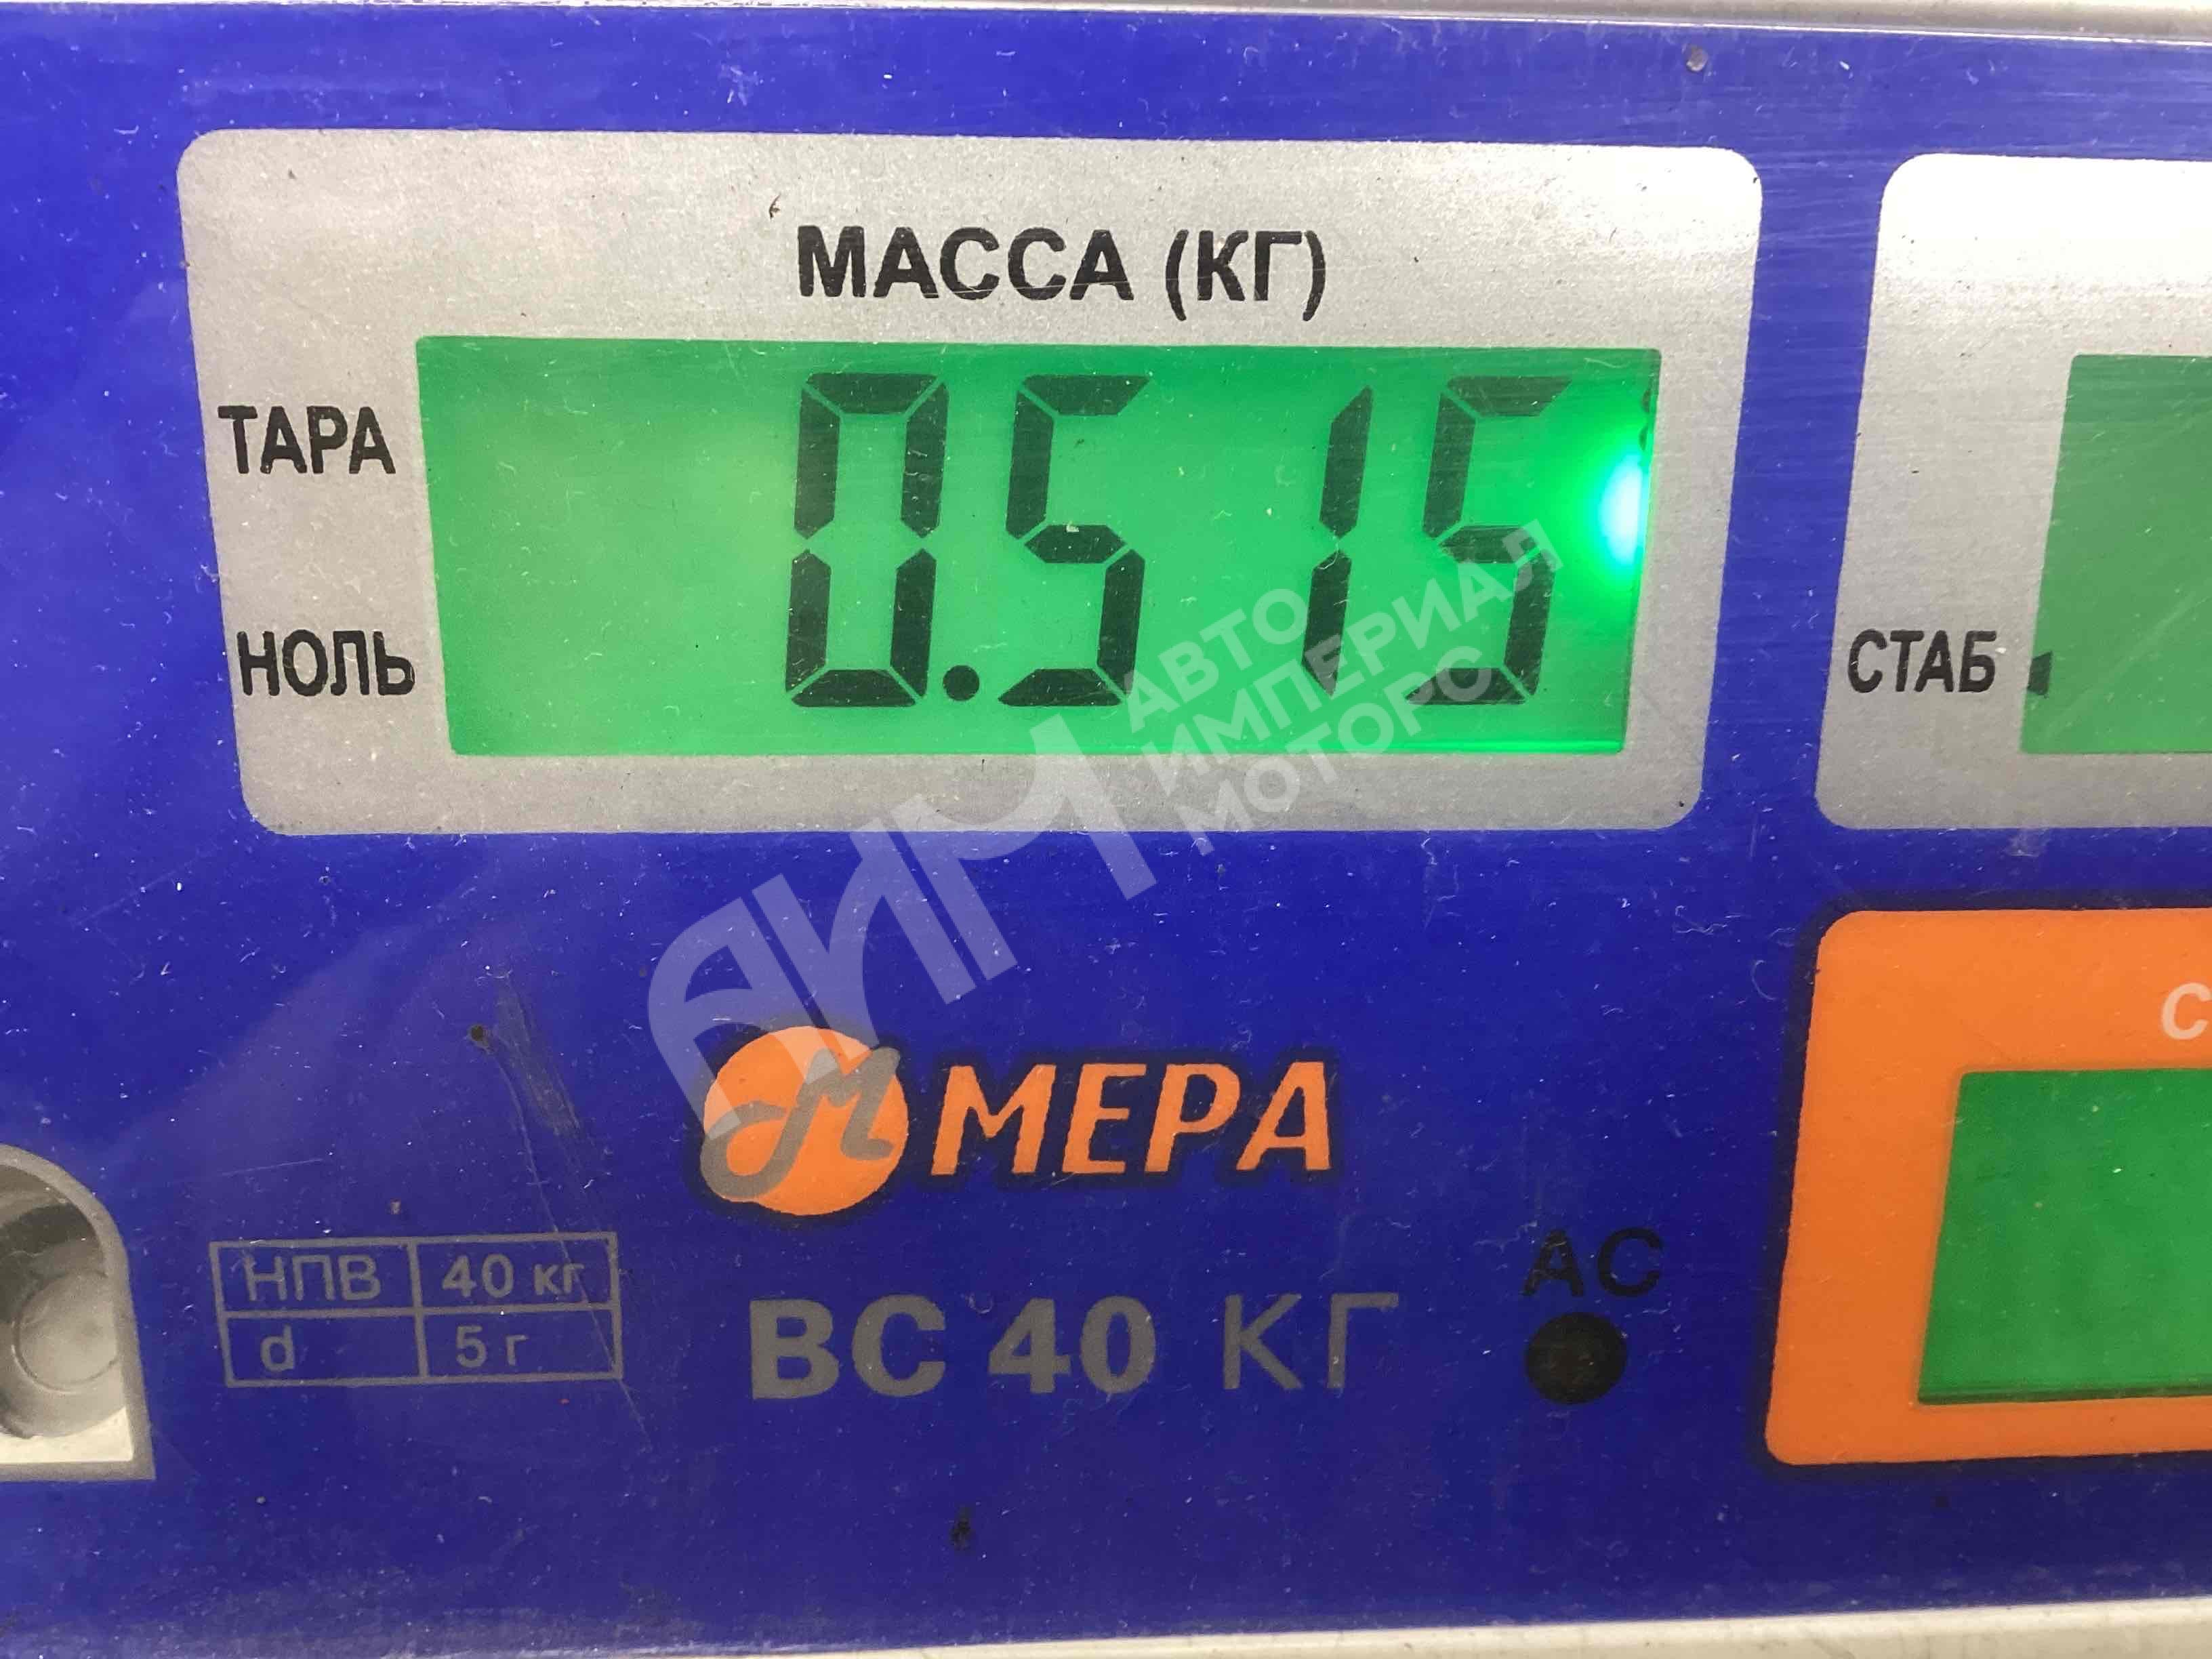 МАССА (КГ)
ТАРА
0.515
НОЛЬ
СТАБ
АИМ
АВТО
ИМПЕРИАЛ
МОТОРС
С
М МЕРА
НПВ 40 кг
d 5 г
ВС 40 КГ
АС